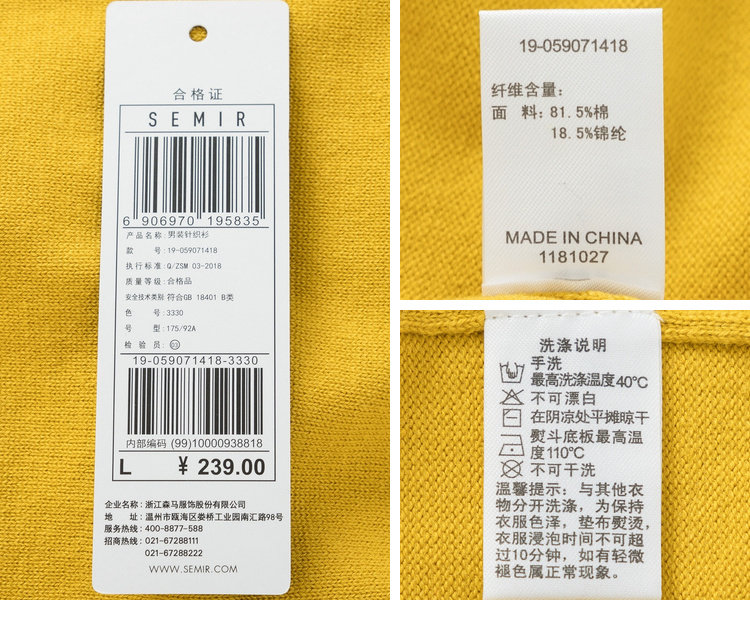 合格证
SEMIR
6 906970 195835
产品名称:男装针织衫
款 号:19-059071418
执行标准:Q/ZSM 03-2018
质量等级:合格品
安全技术类别 符合GB 18401 B类
色 号:3330
号 型:175/92A
检 验 员:03
19-059071418-3330
内部编码 (99)10000938818
L ¥ 239.00
企业名称:浙江森马服饰股份有限公司
地 址:温州市瓯海区娄桥工业园南汇路98号
服务热线:400-8877-588
招商热线:021-67288111
021-67288222
WWW.SEMIR.COM
19-059071418
纤维含量:
面 料:81.5%棉
18.5%锦纶
MADE IN CHINA
1181027
洗涤说明
手洗
最高洗涤温度40℃
不可漂白
在阴凉处平摊晾干
熨斗底板最高温
度110℃
不可干洗
温馨提示:与其他衣
物分开洗涤,为保持
衣服色泽,垫布熨烫,
衣服浸泡时间不可超
过10分钟,如有轻微
褪色属正常现象。